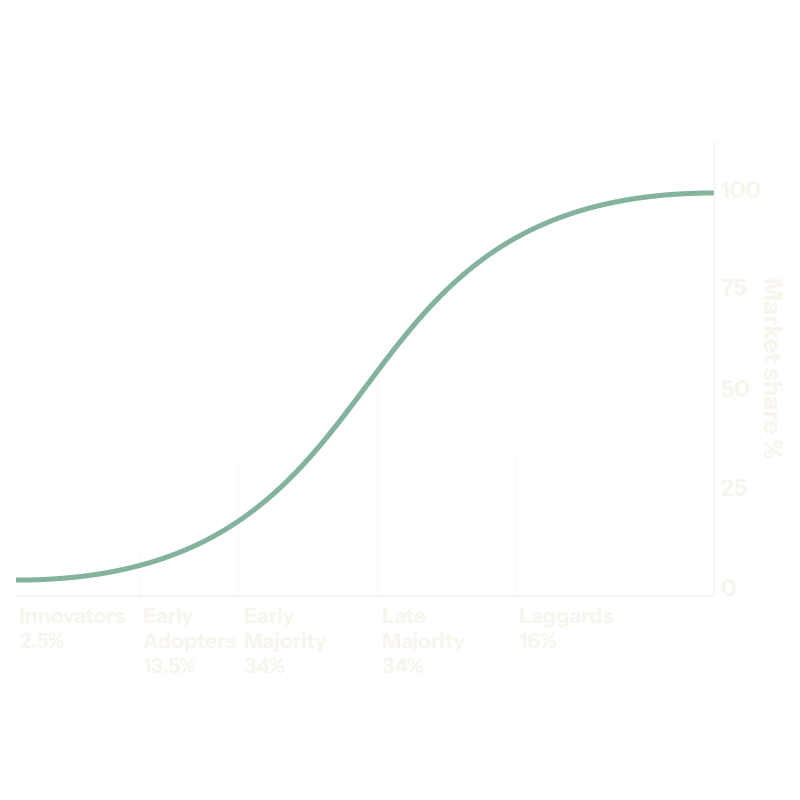 100
75
50
25
0
Market share %
Innovators
2.5%
Early
Adopters
13.5%
Early
Majority
34%
Late
Majority
34%
Laggards
16%